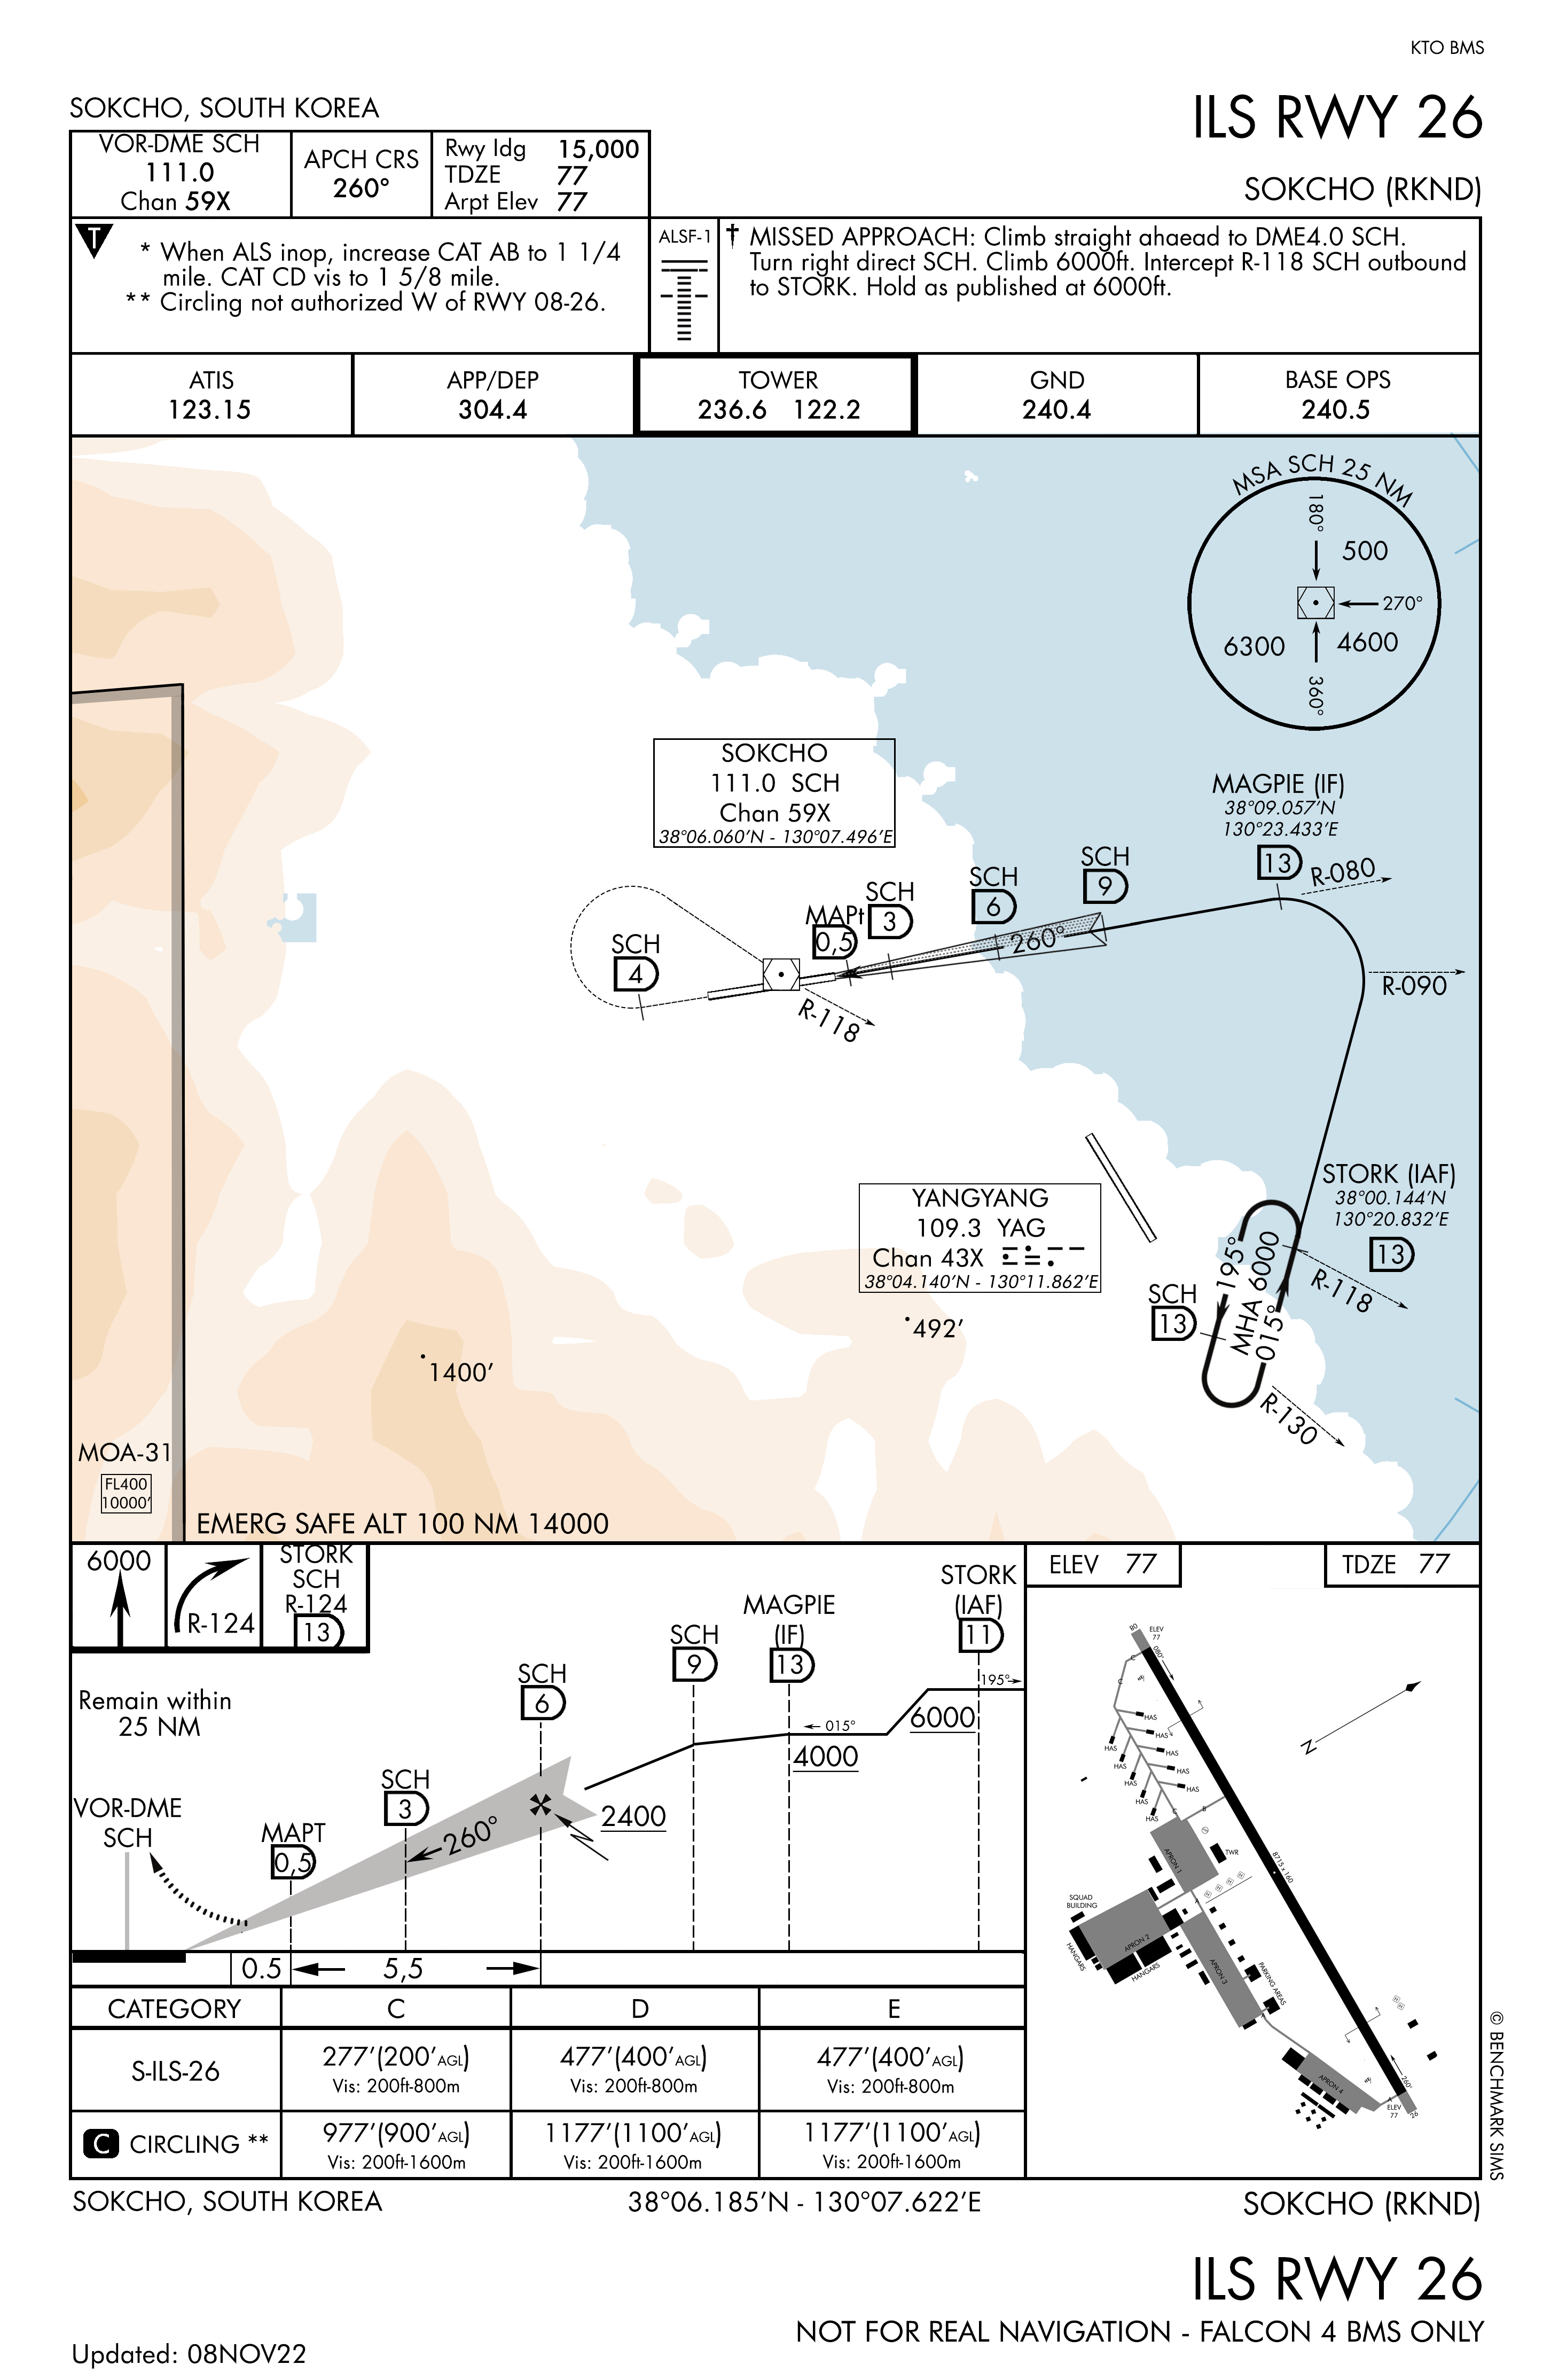 KTO BMS
SOKCHO, SOUTH KOREA
ILS RWY 26
SOKCHO (RKND)
VOR-DME SCH
111.0
Chan 59X
APCH CRS
260°
Rwy ldg 15,000
TDZE 77
Arpt Elev 77
T
* When ALS inop, increase CAT AB to 1 1/4
mile. CAT CD vis to 1 5/8 mile.
** Circling not authorized W of RWY 08-26.
ALSF-1
† MISSED APPROACH: Climb straight ahaead to DME4.0 SCH.
Turn right direct SCH. Climb 6000ft. Intercept R-118 SCH outbound
to STORK. Hold as published at 6000ft.
ATIS
123.15
APP/DEP
304.4
TOWER
236.6 122.2
GND
240.4
BASE OPS
240.5
MSA SCH 25 NM
180°
500
270°
6300
4600
360°
SOKCHO
111.0 SCH
Chan 59X
38°06.060’N - 130°07.496’E
MAGPIE (IF)
38°09.057’N
130°23.433’E
13
R-080
SCH
9
SCH
6
SCH
3
MAPt
0,5
260°
SCH
4
R-118
R-090
STORK (IAF)
38°00.144’N
130°20.832’E
13
YANGYANG
109.3 YAG
Chan 43X
38°04.140’N - 130°11.862’E
195°
MHA 6000
015°
R-118
SCH
13
R-130
492’
1400’
MOA-31
FL400
10000’
EMERG SAFE ALT 100 NM 14000
6000
R-124
STORK
SCH
R-124
13
Remain within
25 NM
VOR-DME
SCH
MAPT
0,5
SCH
3
260°
SCH
6
2400
SCH
9
MAGPIE
(IF)
13
015°
4000
STORK
(IAF)
11
195°
6000
0.5
5,5
ELEV 77
TDZE 77
80
ELEV
77
080°
C
C
HAS
HAS
HAS
HAS
HAS
HAS
HAS
HAS
HAS
HAS
C
B
N
TWR
APRON 1
8715 x 160
SQUAD
BUILDING
A
APRON 2
HANGARS
HANGARS
APRON 3
PARKING AREAS
APRON 4
A
260°
ELEV
77
26
CATEGORY C D E
S-ILS-26
277’(200’AGL)
Vis: 200ft-800m
477’(400’AGL)
Vis: 200ft-800m
477’(400’AGL)
Vis: 200ft-800m
C CIRCLING **
977’(900’AGL)
Vis: 200ft-1600m
1177’(1100’AGL)
Vis: 200ft-1600m
1177’(1100’AGL)
Vis: 200ft-1600m
© BENCHMARK SIMS
SOKCHO, SOUTH KOREA
38°06.185’N - 130°07.622’E
SOKCHO (RKND)
ILS RWY 26
NOT FOR REAL NAVIGATION - FALCON 4 BMS ONLY
Updated: 08NOV22